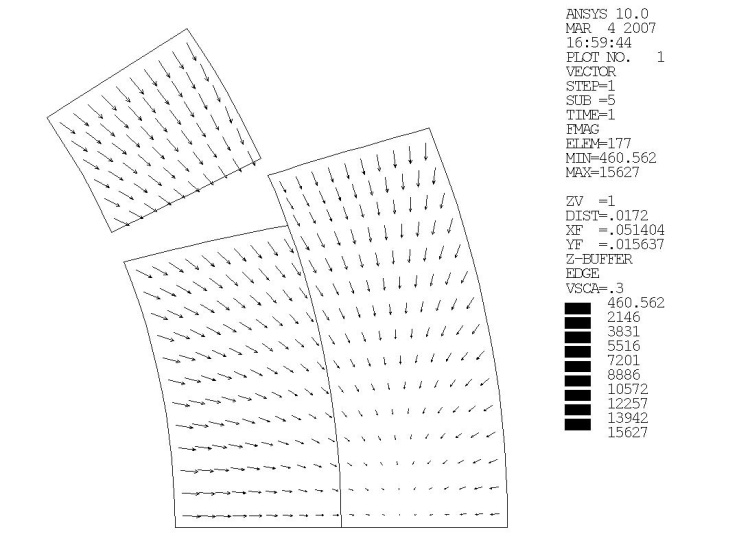 ANSYS 10.0
MAR  4 2007
16:59:44
PLOT NO.   1
VECTOR
STEP=1
SUB =5
TIME=1
FMAG
ELEM=177
MIN=460.562
MAX=15627
ZV  =1
DIST=.0172
XF  =.051404
YF  =.015637
Z-BUFFER
EDGE
VSCA=.3
460.562
2146
3831
5516
7201
8886
10572
12257
13942
15627